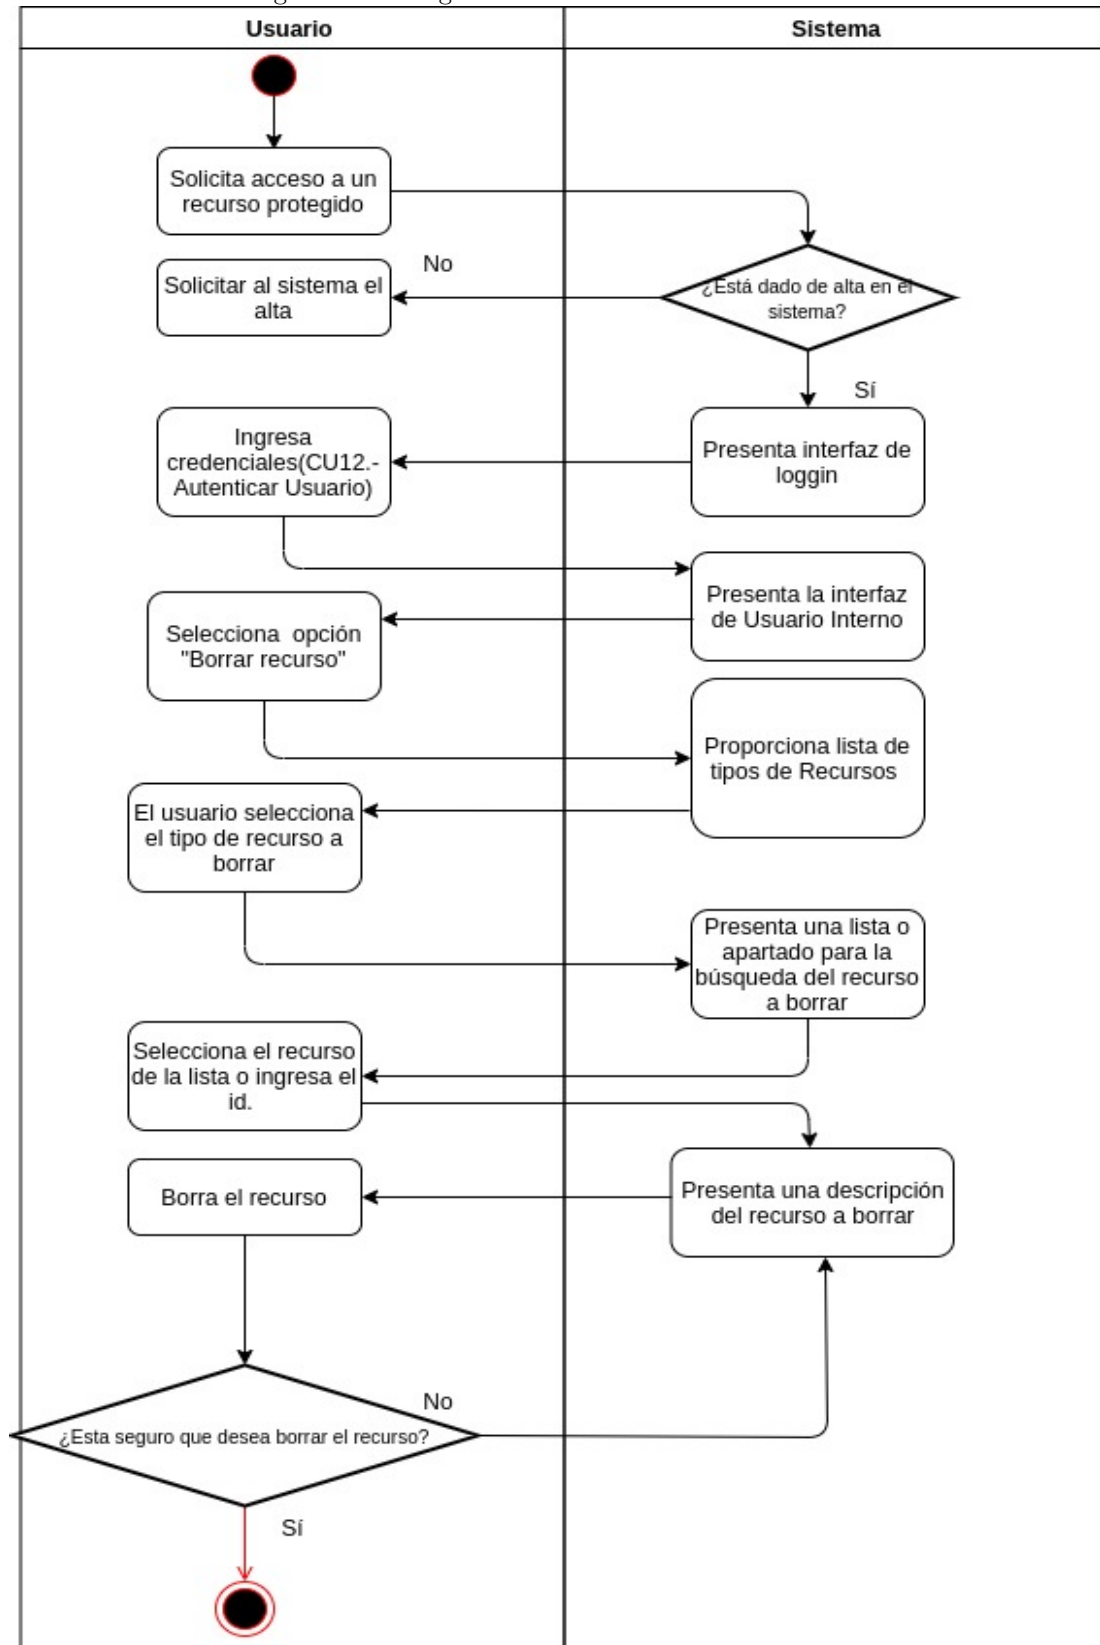 Usuario
Sistema
Solicita acceso a un
recurso protegido
No
Solicitar al sistema el
alta
¿Está dado de alta en el
sistema?
Sí
Ingresa
credenciales(CU12.-
Autenticar Usuario)
Presenta interfaz de
loggin
Presenta la interfaz
de Usuario Interno
Selecciona opción
"Borrar recurso"
Proporciona lista de
tipos de Recursos
El usuario selecciona
el tipo de recurso a
borrar
Presenta una lista o
apartado para la
búsqueda del recurso
a borrar
Selecciona el recurso
de la lista o ingresa el
id.
Borra el recurso
Presenta una descripción
del recurso a borrar
No
¿Esta seguro que desea borrar el recurso?
Sí